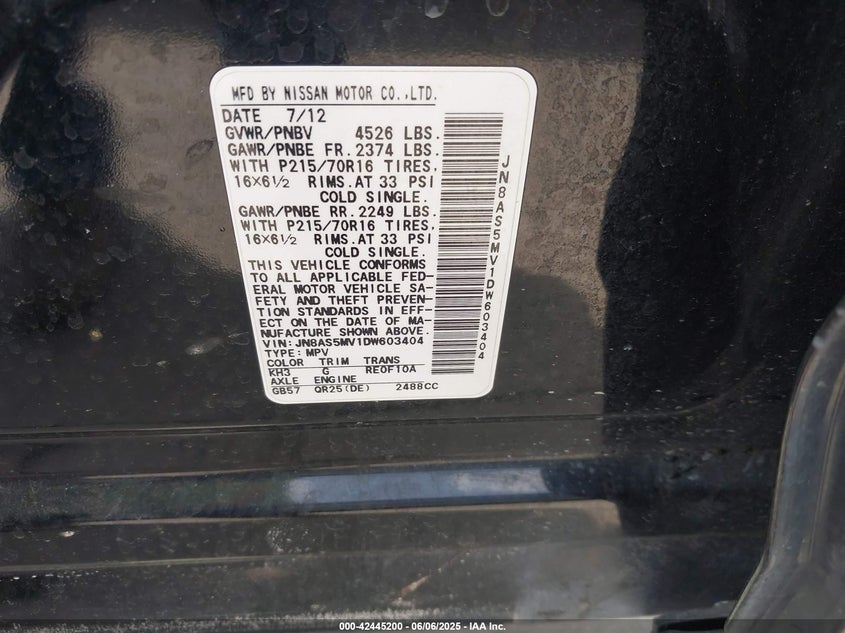 MFD BY NISSAN MOTOR CO.,LTD.
DATE 7/12
GVWR/PNBV 4526 LBS.
GAWR/PNBE FR.2374 LBS.
WITH P215/70R16 TIRES.
16×6½ RIMS.AT 33 PSI
COLD SINGLE.
GAWR/PNBE RR.2249 LBS.
WITH P215/70R16 TIRES.
16×6½ RIMS.AT 33 PSI
COLD SINGLE.
THIS VEHICLE CONFORMS
TO ALL APPLICABLE FED-
ERAL MOTOR VEHICLE SA-
FETY AND THEFT PREVEN-
TION STANDARDS IN EFF-
ECT ON THE DATE OF MA-
NUFACTURE SHOWN ABOVE.
VIN: JN8AS5MV1DW603404
TYPE: MPV
COLOR TRIM TRANS
KH3 G RE0F10A
AXLE ENGINE
GB57 QR25(DE) 2488CC
JN8AS5MV1DW603404
000-42445200 - 06/06/2025 - IAA Inc.